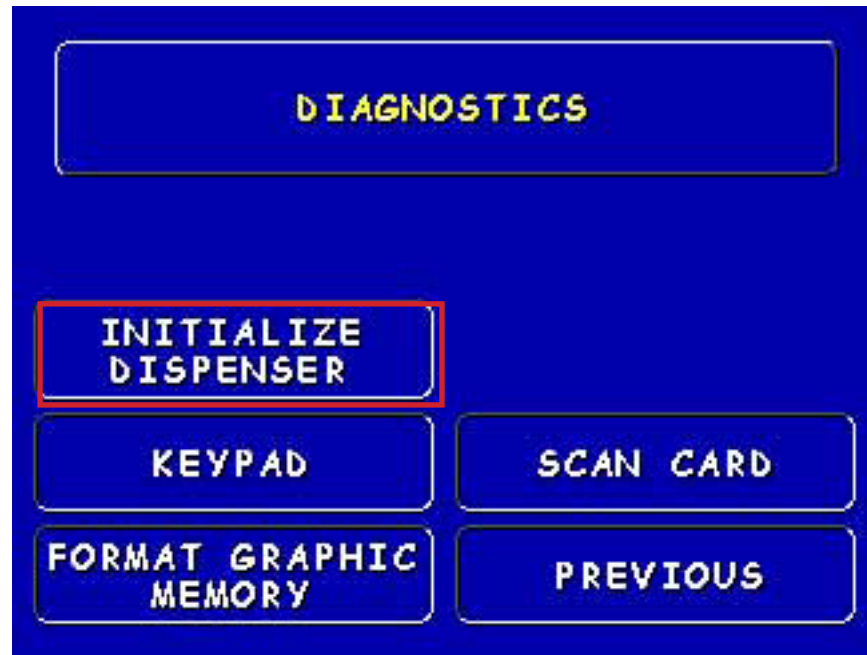 DIAGNOSTICS
INITIALIZE
DISPENSER
KEYPAD
SCAN CARD
FORMAT GRAPHIC
MEMORY
PREVIOUS